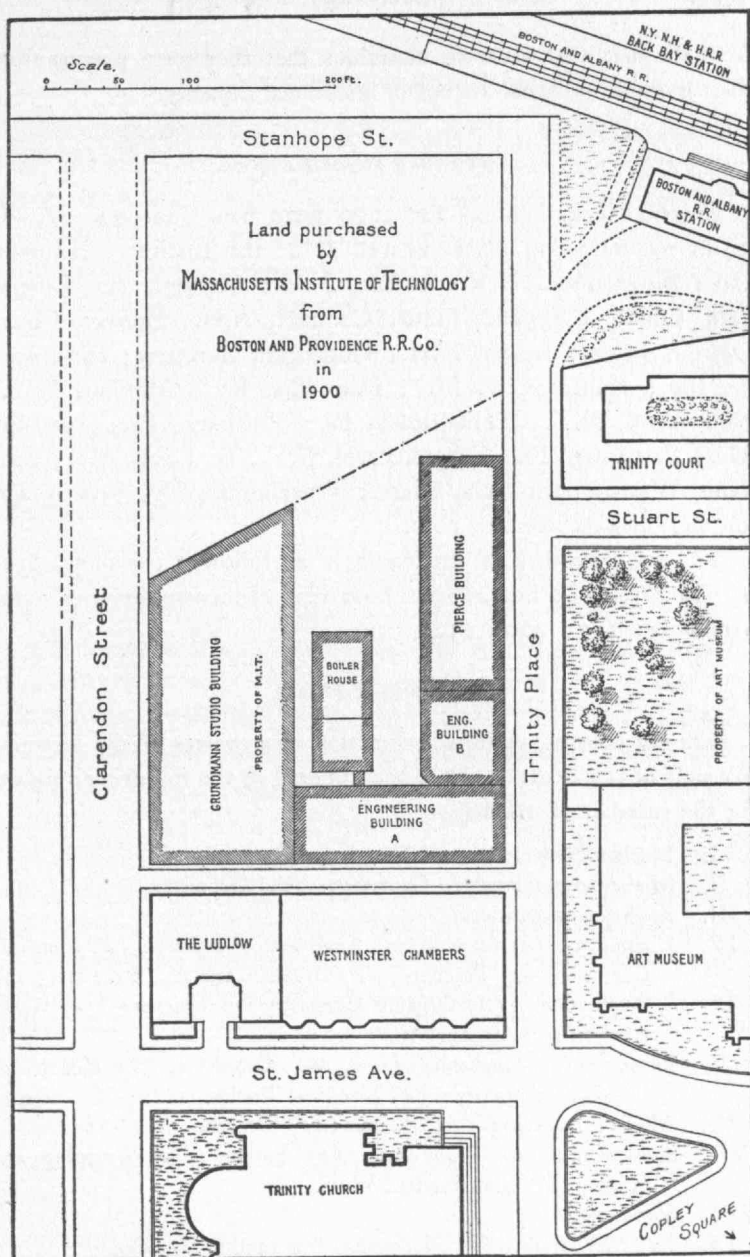 Scale.
0 50 100 200 ft.
N.Y. N.H & H.R.R.
BACK BAY STATION
BOSTON AND ALBANY R.R.
Stanhope St.
BOSTON AND ALBANY
R.R.
STATION
Land purchased
by
MASSACHUSETTS INSTITUTE OF TECHNOLOGY
from
BOSTON AND PROVIDENCE R.R. CO.
in
1900
TRINITY COURT
Stuart St.
Clarendon Street
GRUNDMANN STUDIO BUILDING
PROPERTY OF M.I.T.
BOILER
HOUSE
PIERCE BUILDING
ENG.
BUILDING
B
Trinity Place
PROPERTY OF ART MUSEUM
ENGINEERING
BUILDING
A
THE LUDLOW
WESTMINSTER CHAMBERS
ART MUSEUM
St. James Ave.
TRINITY CHURCH
COPLEY
SQUARE